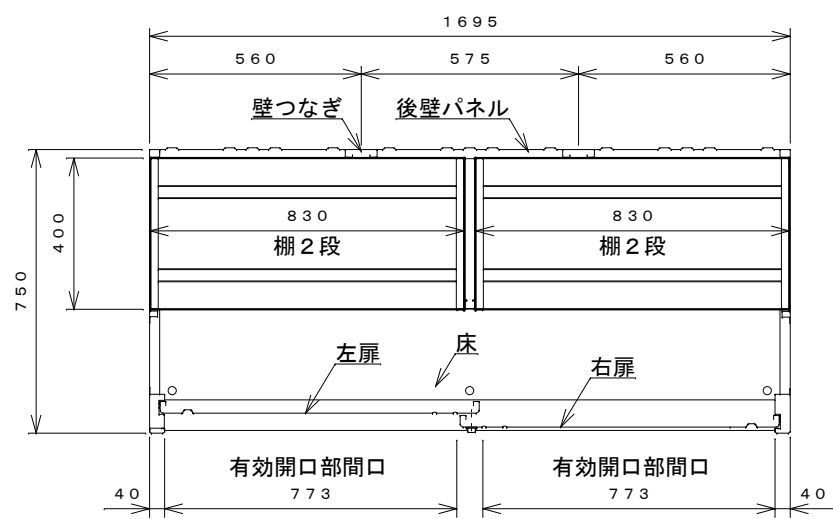 1695
560 575 560
壁つなぎ 後壁パネル
830 830
棚2段 棚2段
400
750
左扉 床 右扉
有効開口部間口 有効開口部間口
40 773 773 40